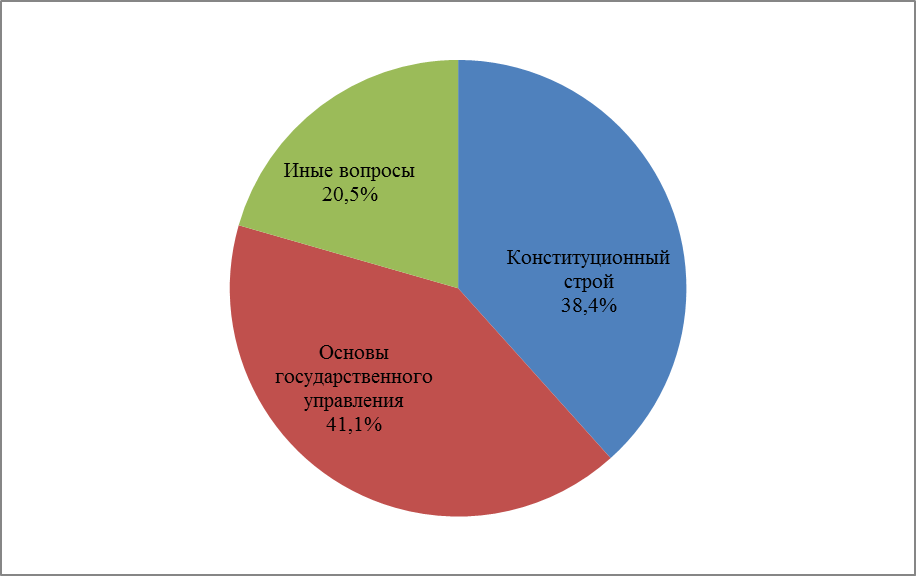 Иные вопросы
20,5%
Конституционный
строй
38,4%
Основы
государственного
управления
41,1%